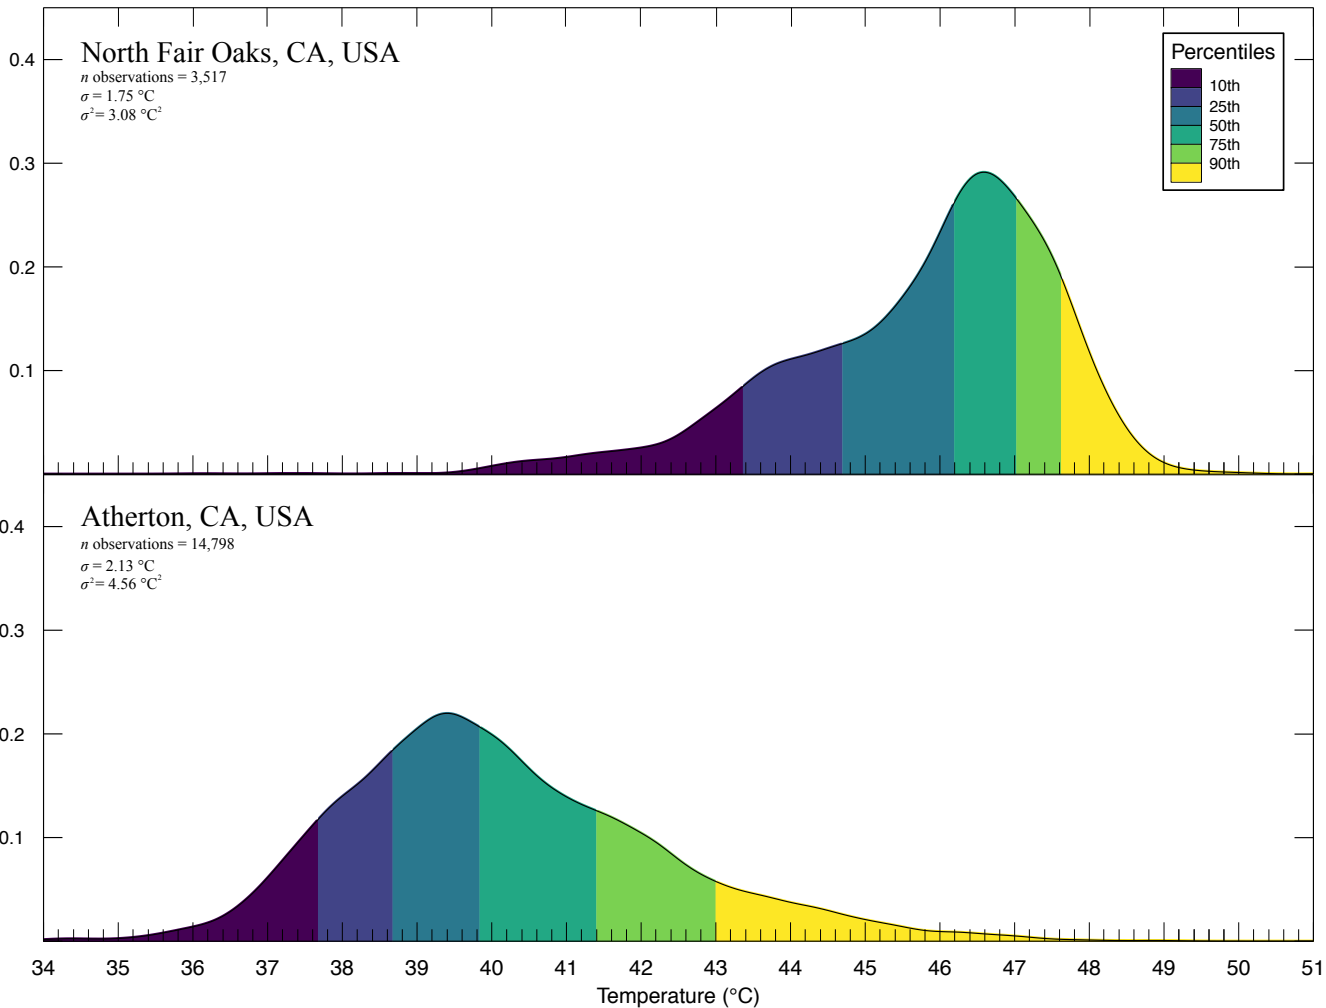 North Fair Oaks, CA, USA
n observations = 3,517
σ = 1.75 °C
σ²= 3.08 °C²
Percentiles
10th
25th
50th
75th
90th
0.4
0.3
0.2
0.1
Atherton, CA, USA
n observations = 14,798
σ = 2.13 °C
σ²= 4.56 °C²
0.4
0.3
0.2
0.1
34 35 36 37 38 39 40 41 42 43 44 45 46 47 48 49 50 51
Temperature (°C)